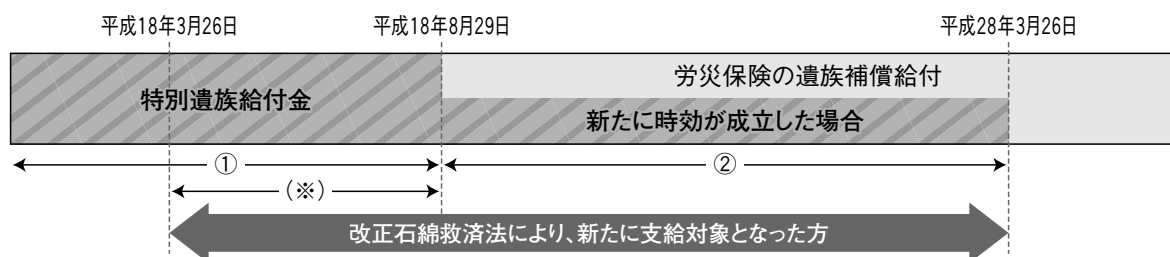 平成18年3月26日 平成18年8月29日 平成28年3月26日
労災保険の遺族補償給付
特別遺族給付金
新たに時効が成立した場合
① ②
(※)
改正石綿救済法により、新たに支給対象となった方